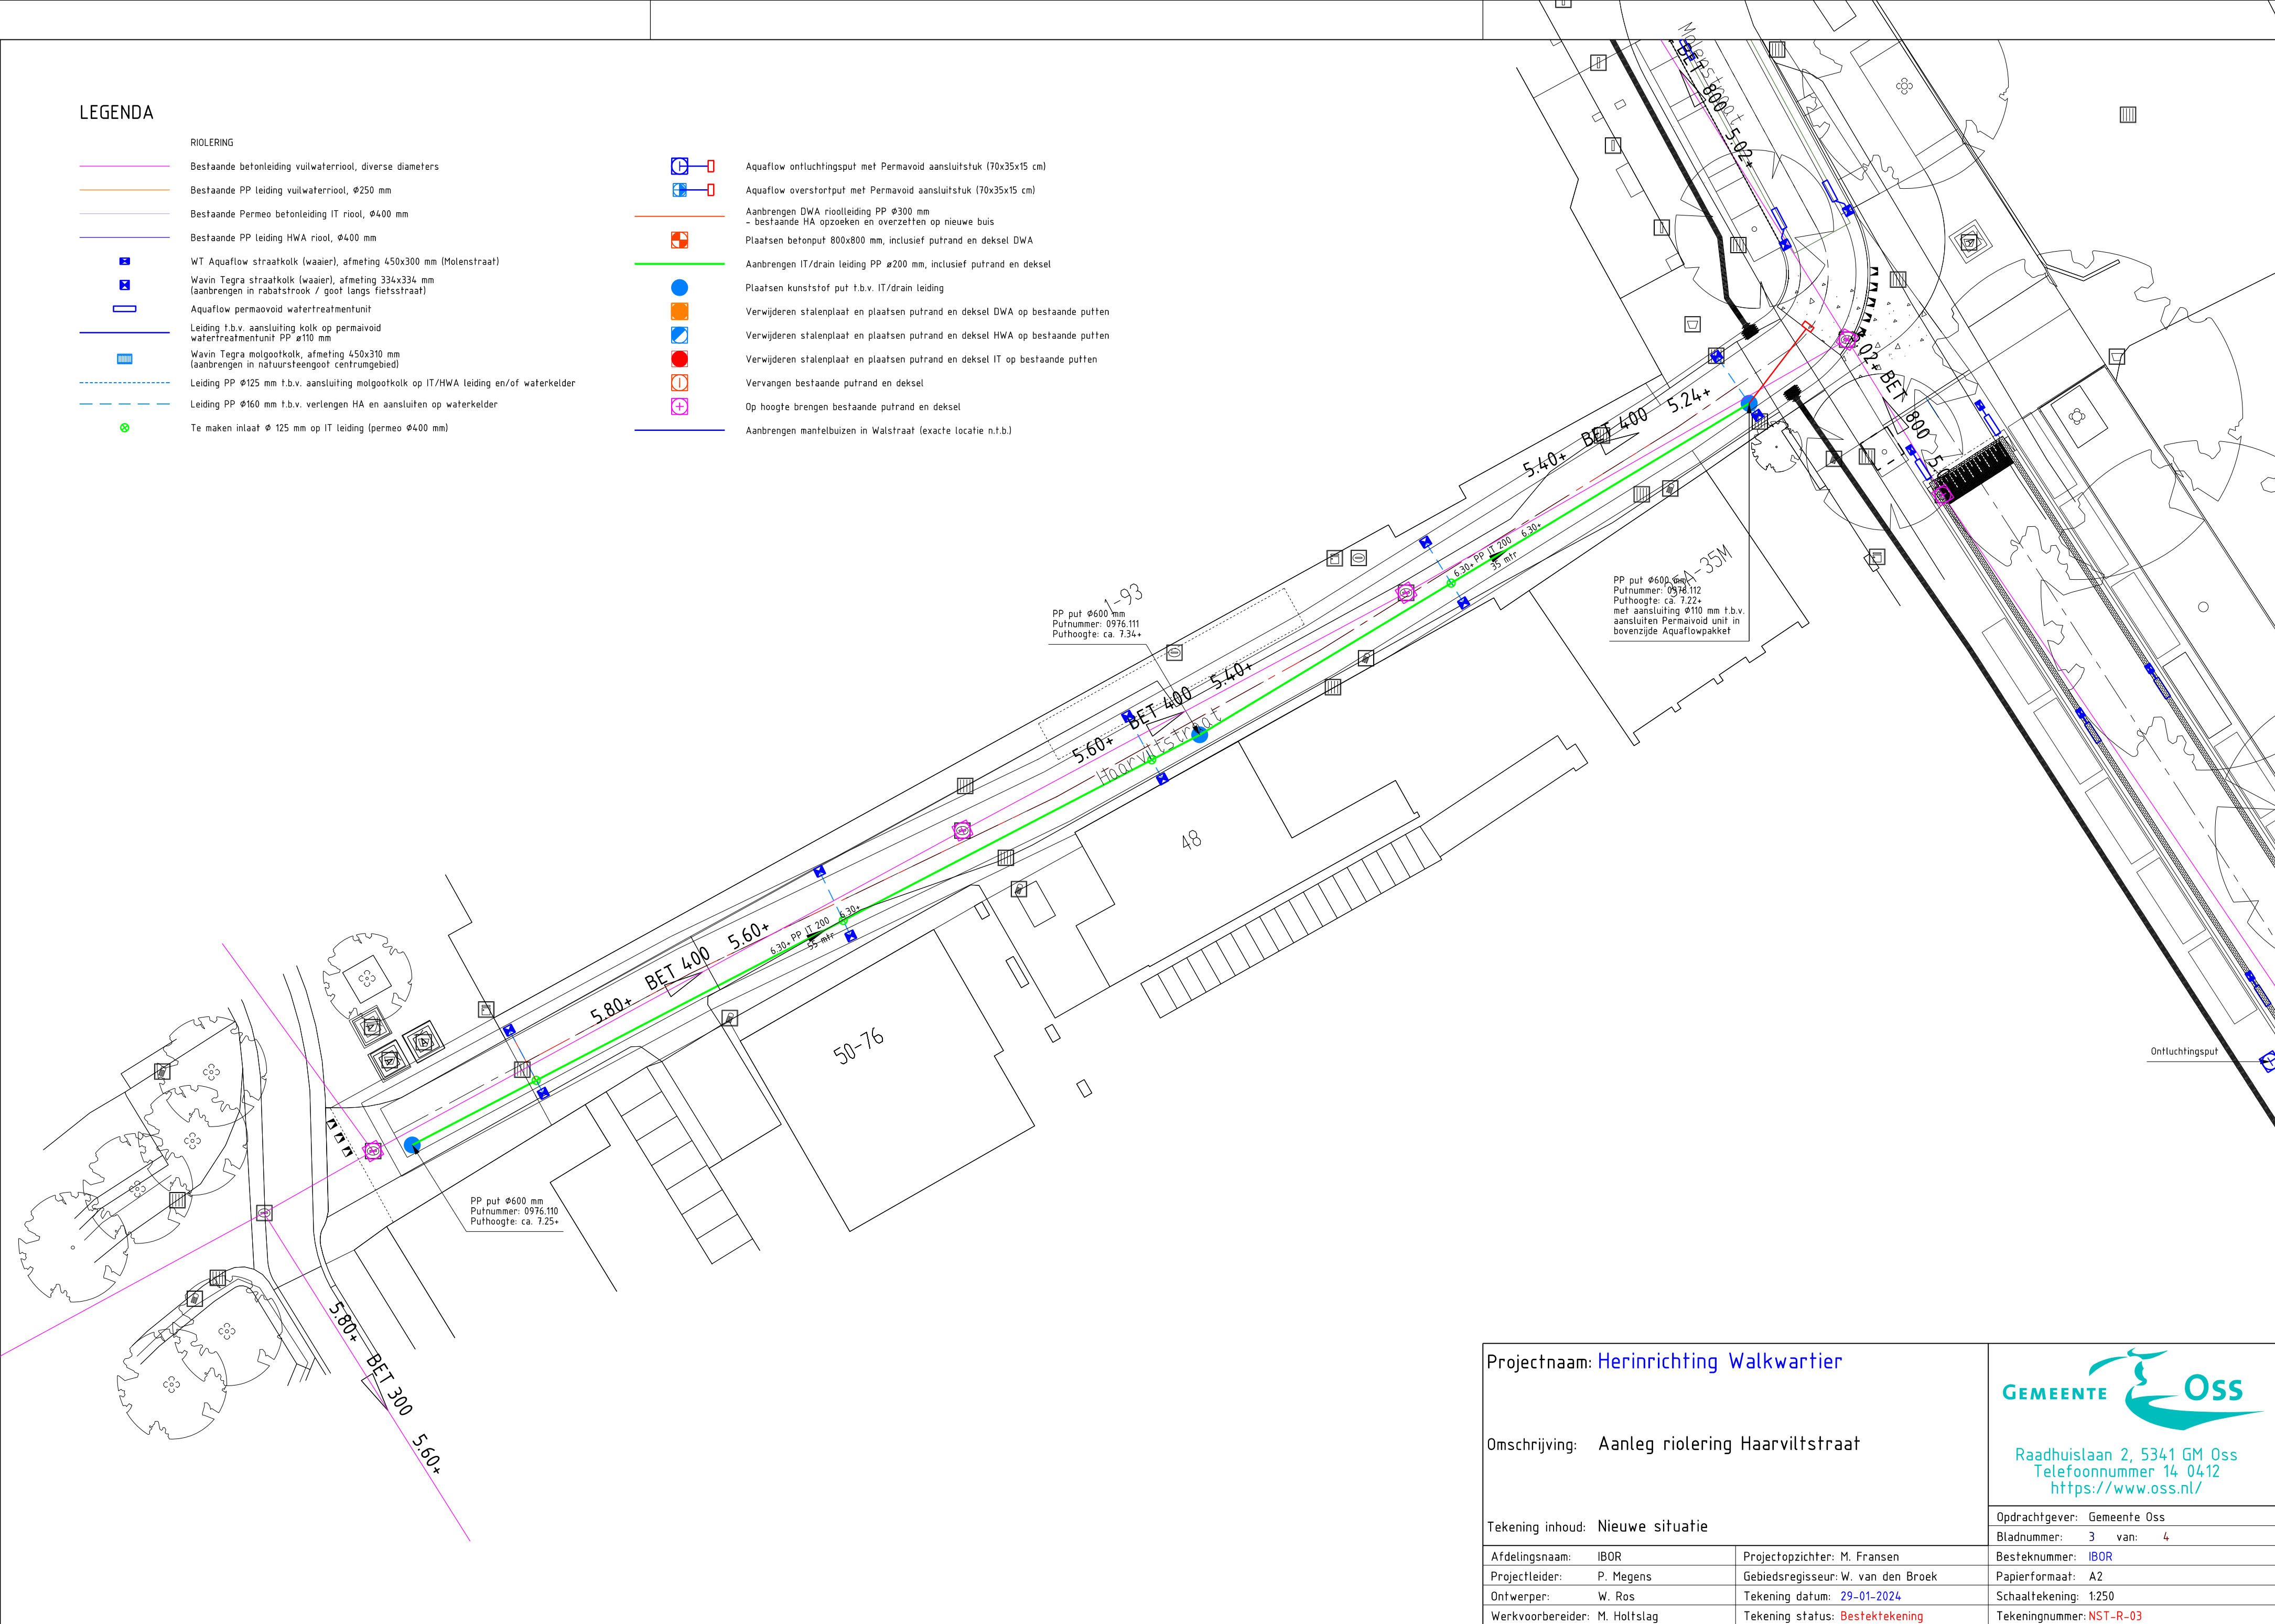 LEGENDA
RIOLERING
Bestaande betonleiding vuilwaterriool, diverse diameters
Bestaande PP leiding vuilwaterriool, Ø250 mm
Bestaande Permeo betonleiding IT riool, Ø400 mm
Bestaande PP leiding HWA riool, Ø400 mm
WT Aquaflow straatkolk (waaier), afmeting 450x300 mm (Molenstraat)
Wavin Tegra straatkolk (waaier), afmeting 334x334 mm
(aanbrengen in rabatstrook / goot langs fietsstraat)
Aquaflow permaovoid watertreatmentunit
Leiding t.b.v. aansluiting kolk op permaivoid
watertreatmentunit PP ø110 mm
Wavin Tegra molgootkolk, afmeting 450x310 mm
(aanbrengen in natuursteengoot centrumgebied)
Leiding PP Ø125 mm t.b.v. aansluiting molgootkolk op IT/HWA leiding en/of waterkelder
Leiding PP Ø160 mm t.b.v. verlengen HA en aansluiten op waterkelder
Te maken inlaat Ø 125 mm op IT leiding (permeo Ø400 mm)
Aquaflow ontluchtingsput met Permavoid aansluitstuk (70x35x15 cm)
Aquaflow overstortput met Permavoid aansluitstuk (70x35x15 cm)
Aanbrengen DWA rioolleiding PP Ø300 mm
- bestaande HA opzoeken en overzetten op nieuwe buis
Plaatsen betonput 800x800 mm, inclusief putrand en deksel DWA
Aanbrengen IT/drain leiding PP ø200 mm, inclusief putrand en deksel
Plaatsen kunststof put t.b.v. IT/drain leiding
Verwijderen stalenplaat en plaatsen putrand en deksel DWA op bestaande putten
Verwijderen stalenplaat en plaatsen putrand en deksel HWA op bestaande putten
Verwijderen stalenplaat en plaatsen putrand en deksel IT op bestaande putten
Vervangen bestaande putrand en deksel
Op hoogte brengen bestaande putrand en deksel
Aanbrengen mantelbuizen in Walstraat (exacte locatie n.t.b.)
Molenstraat
BET 800 5.02+
5.02+ BET 800
5.40+ BET 400 5.24+
6.30+ PP IT 200 6.30+
35 mtr
35A-35M
PP put Ø600 mm
Putnummer: 0976.112
Puthoogte: ca. 7.22+
met aansluiting Ø110 mm t.b.v.
aansluiten Permaivoid unit in
bovenzijde Aquaflowpakket
1-93
PP put Ø600 mm
Putnummer: 0976.111
Puthoogte: ca. 7.34+
5.60+ BET 400 5.40+
Haarviltstraat
48
6.30+ PP IT 200 6.30+
55 mtr
5.80+ BET 400 5.60+
50-76
Ontluchtingsput
PP put Ø600 mm
Putnummer: 0976.110
Puthoogte: ca. 7.25+
5.80+ BET 300 5.60+
Projectnaam: Herinrichting Walkwartier
Omschrijving: Aanleg riolering Haarviltstraat
Tekening inhoud: Nieuwe situatie
GEMEENTE OSS
Raadhuislaan 2, 5341 GM Oss
Telefoonnummer 14 0412
https://www.oss.nl/
Opdrachtgever: Gemeente Oss
Bladnummer: 3 van: 4
Afdelingsnaam: IBOR Projectopzichter: M. Fransen Besteknummer: IBOR
Projectleider: P. Megens Gebiedsregisseur: W. van den Broek Papierformaat: A2
Ontwerper: W. Ros Tekening datum: 29-01-2024 Schaaltekening: 1:250
Werkvoorbereider: M. Holtslag Tekening status: Bestektekening Tekeningnummer: NST-R-03